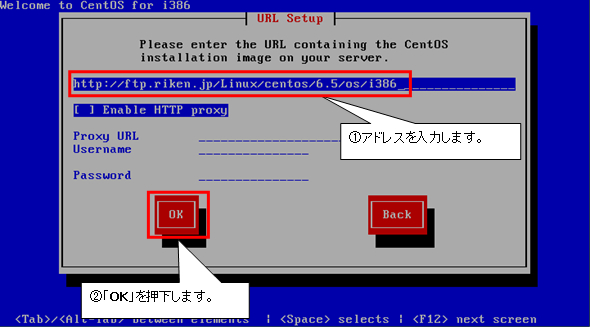 Welcome to CentOS for i386
URL Setup
Please enter the URL containing the CentOS
installation image on your server.
http://ftp.riken.jp/Linux/centos/6.5/os/i386
[ ] Enable HTTP proxy
①アドレスを入力します。
Proxy URL
Username
Password
OK
Back
②「OK」を押下します。
<Tab>/<Alt-Tab> between elements | <Space> selects | <F12> next screen